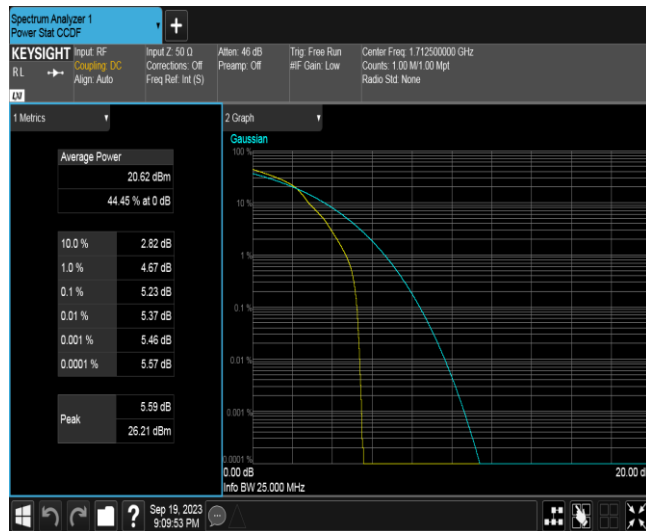 Spectrum Analyzer 1
Power Stat CCDF
+
KEYSIGHT
RL
LXI
Input: RF
Coupling: DC
Align: Auto
Input Z: 50 Ω
Corrections: Off
Freq Ref: Int (S)
Atten: 46 dB
Preamp: Off
Trig: Free Run
#IF Gain: Low
Center Freq: 1.712500000 GHz
Counts: 1.00 M/1.00 Mpt
Radio Std: None
1 Metrics
Average Power
20.62 dBm
44.45 % at 0 dB
10.0 % 2.82 dB
1.0 % 4.67 dB
0.1 % 5.23 dB
0.01 % 5.37 dB
0.001 % 5.46 dB
0.0001 % 5.57 dB
Peak
5.59 dB
26.21 dBm
2 Graph
Gaussian
100 %
10 %
1 %
0.1 %
0.01 %
0.001 %
0.0001 %
0.00 dB
20.00 d
Info BW 25.000 MHz
?
Sep 19, 2023
9:09:53 PM